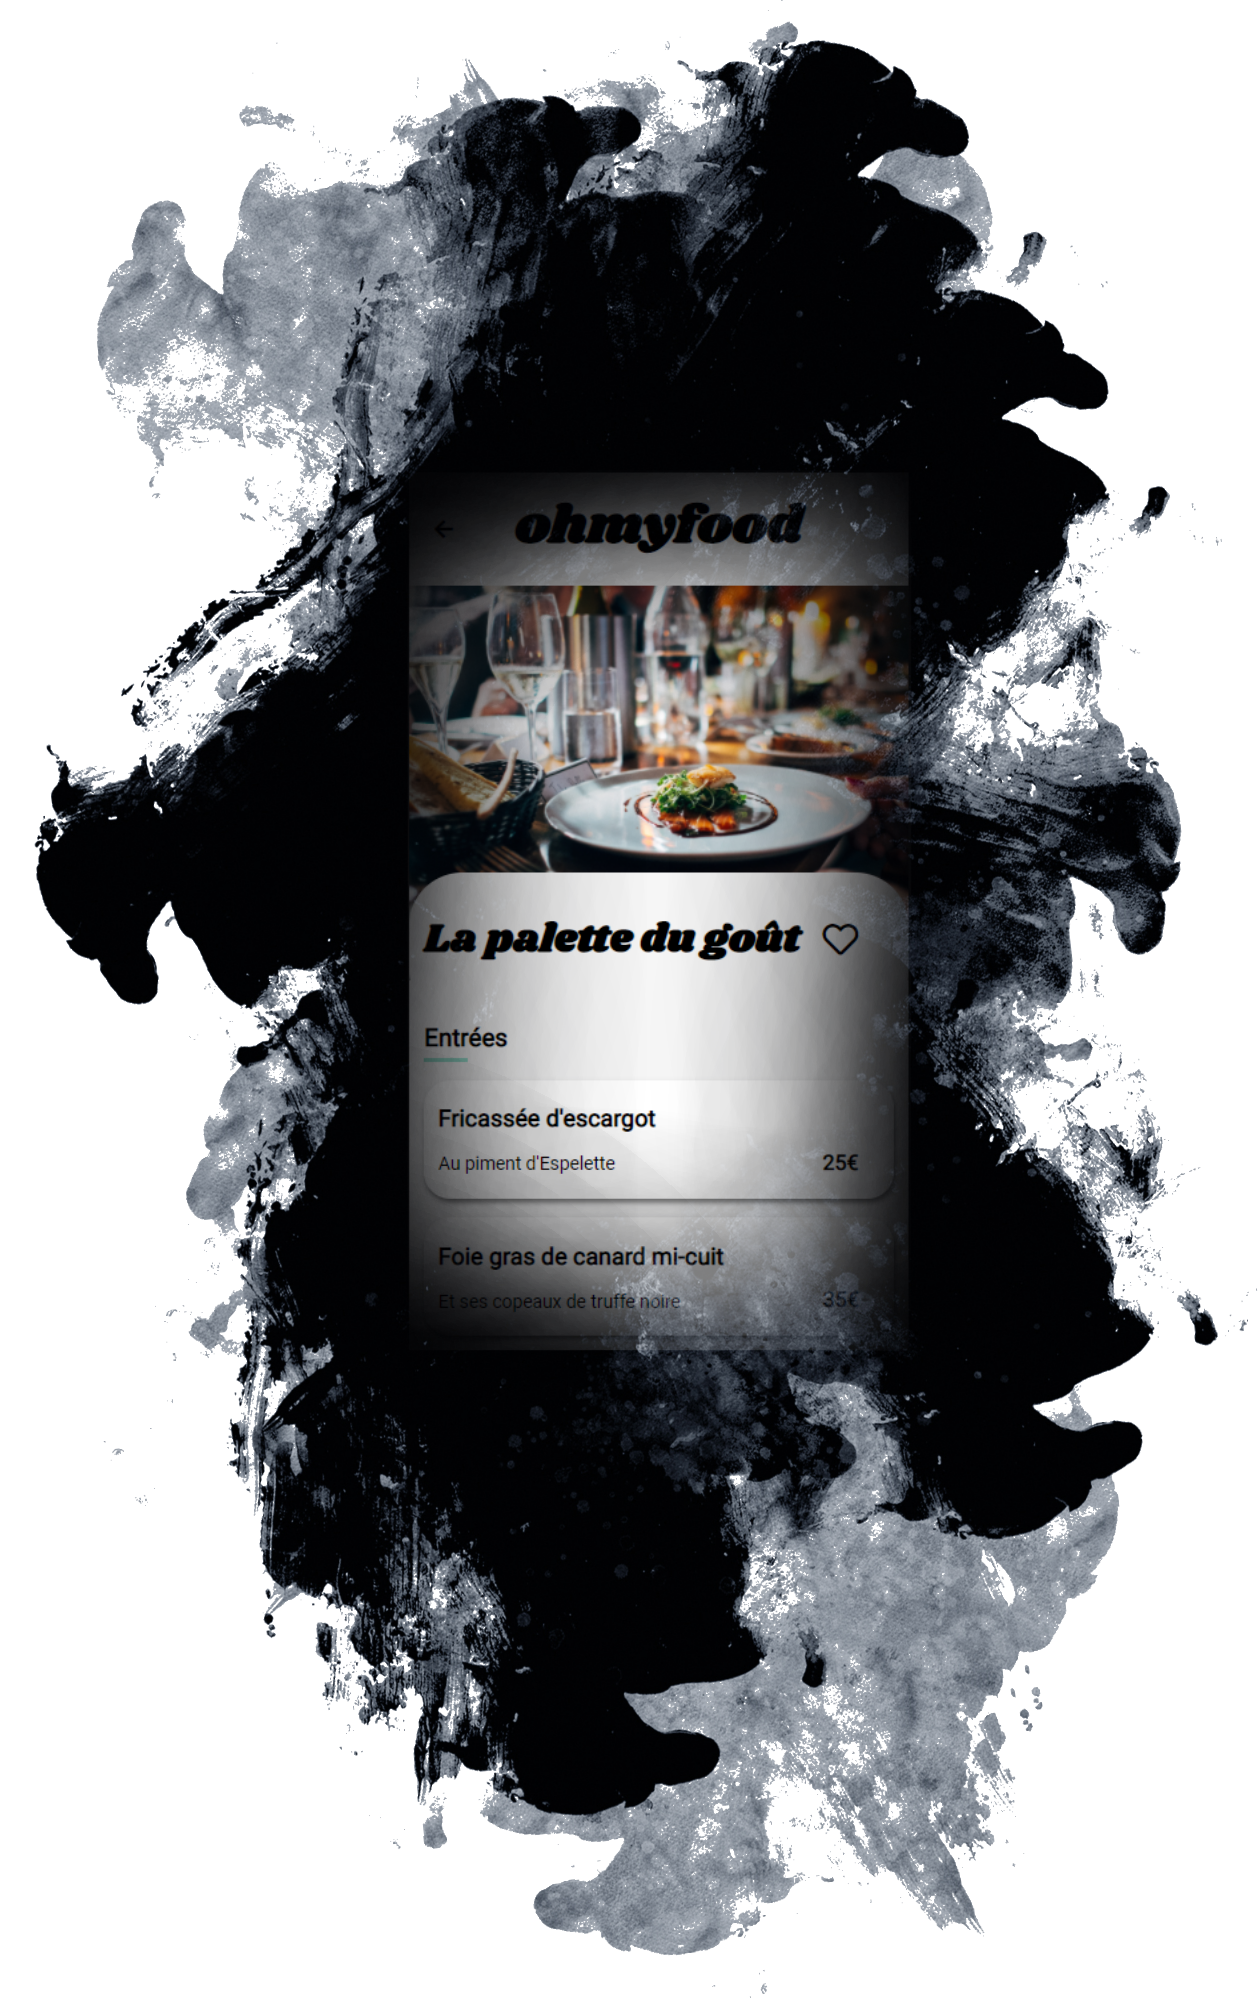 ohmyfood
La palette du goût
Entrées
Fricassée d'escargot
Au piment d'Espelette 25€
Foie gras de canard mi-cuit
Et ses copeaux de truffe noire 35€